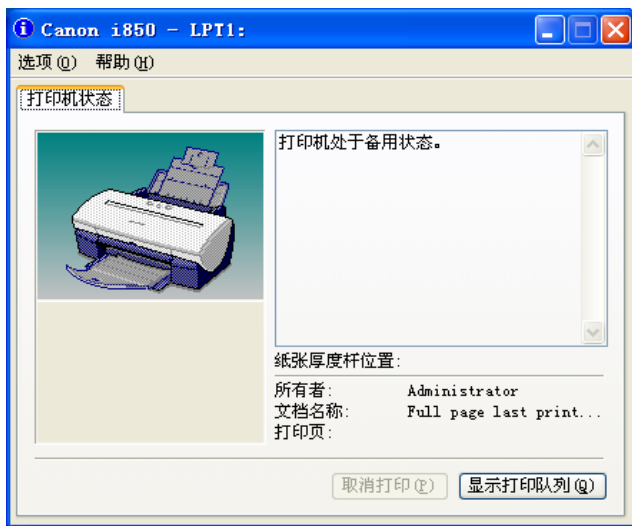 Canon i850 - LPT1:
选项(O) 帮助(H)
打印机状态
打印机处于备用状态。
纸张厚度杆位置:
所有者: Administrator
文档名称: Full page last print...
打印页:
取消打印(P) 显示打印队列(Q)